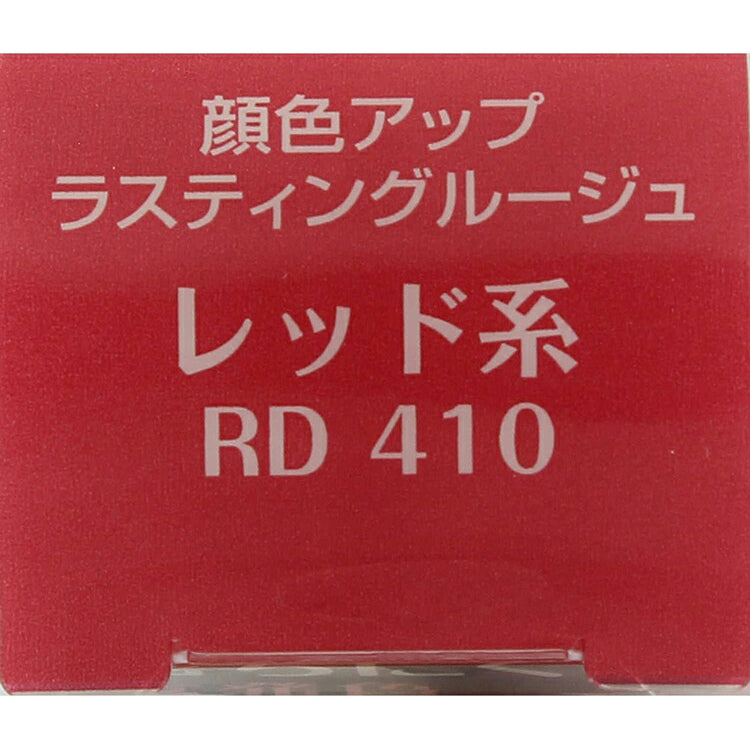 顔色アップ
ラスティングルージュ
レッド系
RD 410